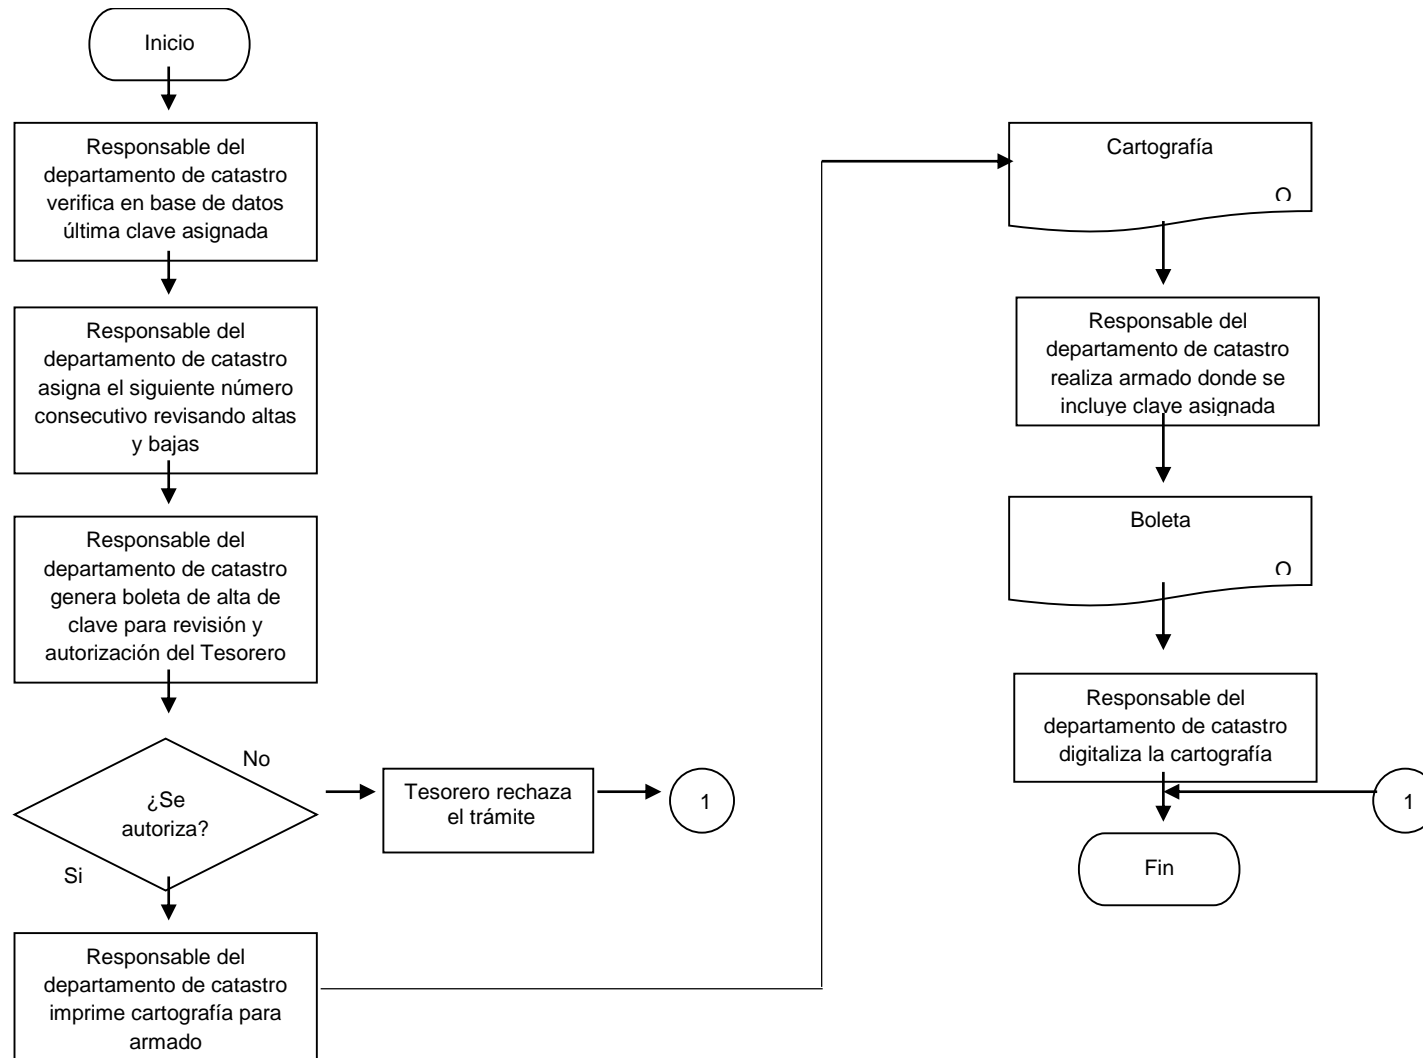 Inicio
Responsable del
departamento de catastro
verifica en base de datos
última clave asignada
Responsable del
departamento de catastro
asigna el siguiente número
consecutivo revisando altas
y bajas
Responsable del
departamento de catastro
genera boleta de alta de
clave para revisión y
autorización del Tesorero
¿Se
autoriza?
No
Si
Tesorero rechaza
el trámite
1
Responsable del
departamento de catastro
imprime cartografía para
armado
Cartografía
O
Responsable del
departamento de catastro
realiza armado donde se
incluye clave asignada
Boleta
O
Responsable del
departamento de catastro
digitaliza la cartografía
1
Fin